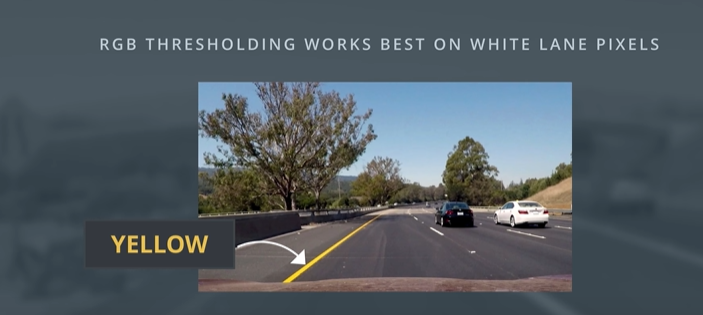 RGB THRESHOLDING WORKS BEST ON WHITE LANE PIXELS
YELLOW